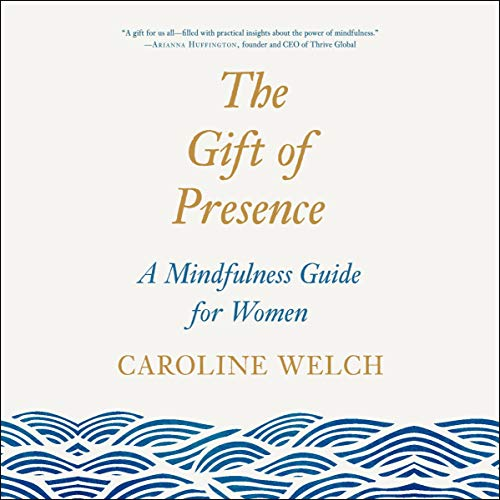 “A gift for us all—filled with practical insights about the power of mindfulness.”
—Arianna Huffington, founder and CEO of Thrive Global
The
Gift of
Presence
A Mindfulness Guide
for Women
CAROLINE WELCH